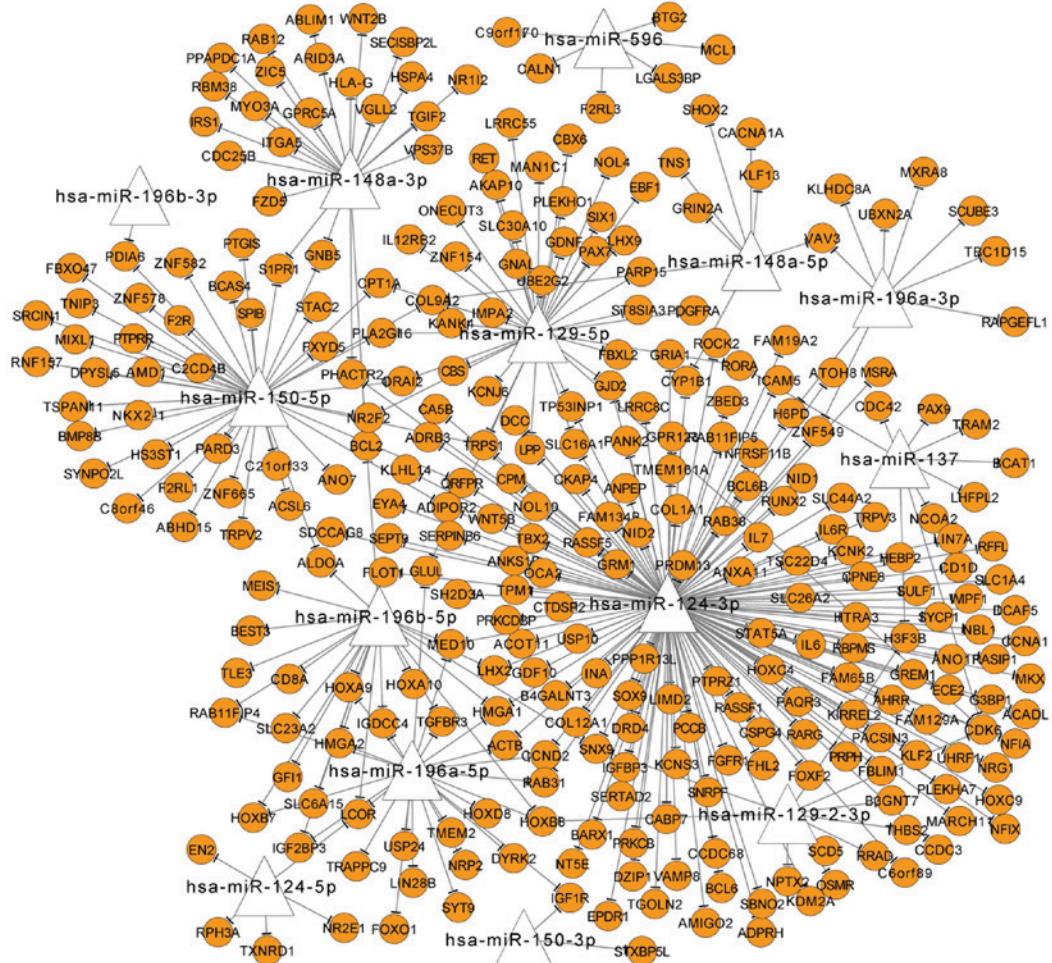 ABLIM1
WNT2B
RAB12
SECISBP2L
PPAPDC1A
ZIC5
ARID3A
RBM38
HLA-G
HSPA4
NR1I2
MYO3A
GPRC5A
VGLL2
IRS1
ITGA5
TGIF2
CDC25B
VPS37B
hsa-miR-148a-3p
FZD5
C9orf170
BTG2
hsa-miR-596
MCL1
CALN1
LGALS3BP
F2RL3
hsa-miR-196b-3p
LRRC55
CBX6
RET
MAN1C1
NOL4
AKAP10
PLEKHO1
EBF1
ONECUT3
SLC30A10
SIX1
IL12RB2
GDNF
LHX9
ZNF154
GNAL
PAX7
UBE2G2
PARP15
SHOX2
CACNA1A
TNS1
KLF13
GRIN2A
VAV3
hsa-miR-148a-5p
KLHDC8A
MXRA8
UBXN2A
SCUBE3
TBC1D15
hsa-miR-196a-3p
RAPGEFL1
PDIA6
ZNF582
PTGIS
S1PR1
GNB5
FBXO47
BCAS4
CPT1A
TNIP3
ZNF578
STAC2
COL9A2
SRCIN1
PTPRR
F2R
SPIB
KANK4
IMPA2
ST8SIA3
PDGFRA
MIXL1
FXYD5
PLA2G16
hsa-miR-129-5p
RNF157
DPYSL5
AMD1
C2CD4B
PHACTR2
ORAI2
CBS
FBXL2
GRIA1
ROCK2
FAM19A2
hsa-miR-150-5p
KCNJ6
GJD2
CYP1B1
RORA
ICAM5
ATOH8
MSRA
TSPAN11
NKX2-1
NR2F2
CA5B
DCC
TP53INP1
LRRC8C
ZBED3
H6PD
CDC42
PAX9
BMP8B
BCL2
ADRB3
TRPS1
LPP
SLC16A1
PANK2
RAB11FIP5
ZNF549
TRAM2
HS3ST1
PARD3
C21orf33
KLHL14
QRFPR
CPM
CKAP4
ANPEP
TMEM161A
TNFRSF11B
hsa-miR-137
BCAT1
SYNPO2L
F2RL1
ZNF665
ANO7
EYA4
ADIPOR2
NOL19
BCL6B
NID1
LHFPL2
C8orf46
ACSL6
WNT5B
COL1A1
RUNX2
SLC44A2
ABHD15
TRPV2
SDCCAG8
SERPINB6
TBX2
RASSF5
NID2
RAB38
IL7
IL6R
TRPV3
NCOA2
LIN7A
ALDOA
SEPT9
GRM1
PRDM13
ANXA11
TSC22D4
KCNK2
HEBP2
RFFL
FLOT1
GLUL
OCA2
CPNE8
CD1D
MEIS1
SH2D3A
TPM1
CTDSP2
hsa-miR-124-3p
SLC26A2
SULF1
SLC1A4
hsa-miR-196b-5p
PRKCDBP
HTRA3
SYCP1
DCAF5
BEST3
MED10
ACOT11
USP10
STAT5A
IL6
RBPMS
H3F3B
NBL1
CCNA1
TLE3
CD8A
LHX2
GDF10
INA
PPP1R13L
HOXC4
FAM65B
ANO1
RASIP1
RAB11FIP4
HOXA9
HOXA10
B4GALNT3
SOX9
LIMD2
PTPRZ1
GREM1
MKX
SLC23A2
IGDCC4
TGFBR3
HMGA1
COL12A1
DRD4
RASSF1
PAQR3
AHRR
ECE2
G3BP1
ACADL
HMGA2
ACTB
CCND2
SNX9
PCCB
CSPG4
RARG
KIRREL2
FAM129A
CDK6
hsa-miR-196a-5p
IGFBP3
KCNS3
FGFR1
FHL2
PRPH
PACSIN3
KLF2
UHRF1
NFIA
GFI1
RAB31
SERTAD2
SNRPF
FOXF2
FBLIM1
NRG1
SLC6A15
HOXD8
HOXB8
CABP7
hsa-miR-129-2-3p
B3GNT7
PLEKHA7
HOXC9
HOXB7
LCOR
TMEM2
BARX1
THBS2
MARCH11
NFIX
IGF2BP3
USP24
DYRK2
PRKCB
CCDC68
SCD5
RRAD
CCDC3
EN2
TRAPPC9
NRP2
NT5E
DZIP1
VAMP8
NPTX2
C6orf89
hsa-miR-124-5p
LIN28B
BCL6
OSMR
SYT9
IGF1R
EPDR1
TGOLN2
SBNO2
KDM2A
RPH3A
NR2E1
FOXO1
hsa-miR-150-3p
AMIGO2
ADPRH
TXNRD1
STXBP5L